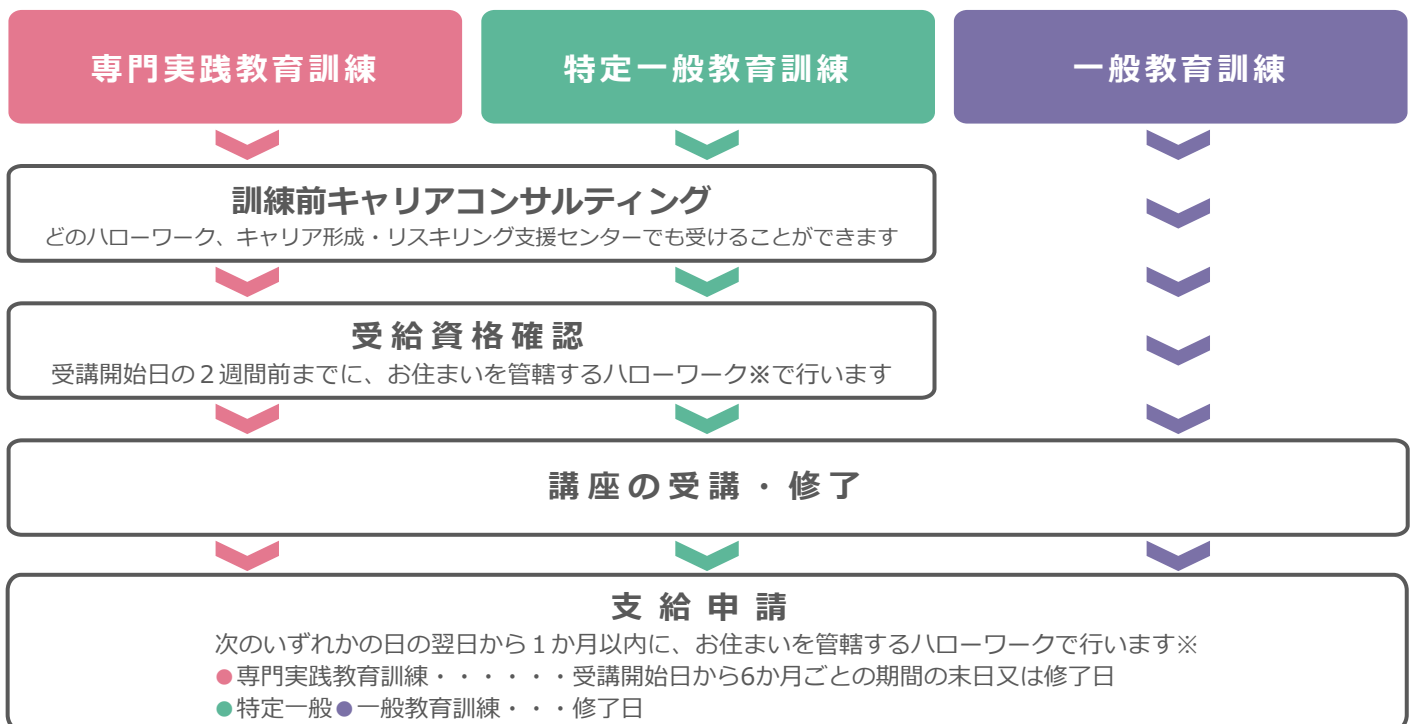 専門実践教育訓練
特定一般教育訓練
一般教育訓練
訓練前キャリアコンサルティング
どのハローワーク、キャリア形成・リスキリング支援センターでも受けることができます
受給資格確認
受講開始日の２週間前までに、お住まいを管轄するハローワーク※で行います
講座の受講・修了
支給申請
次のいずれかの日の翌日から１か月以内に、お住まいを管轄するハローワークで行います※
●専門実践教育訓練・・・・・・受講開始日から6か月ごとの期間の末日又は修了日
●特定一般●一般教育訓練・・・修了日